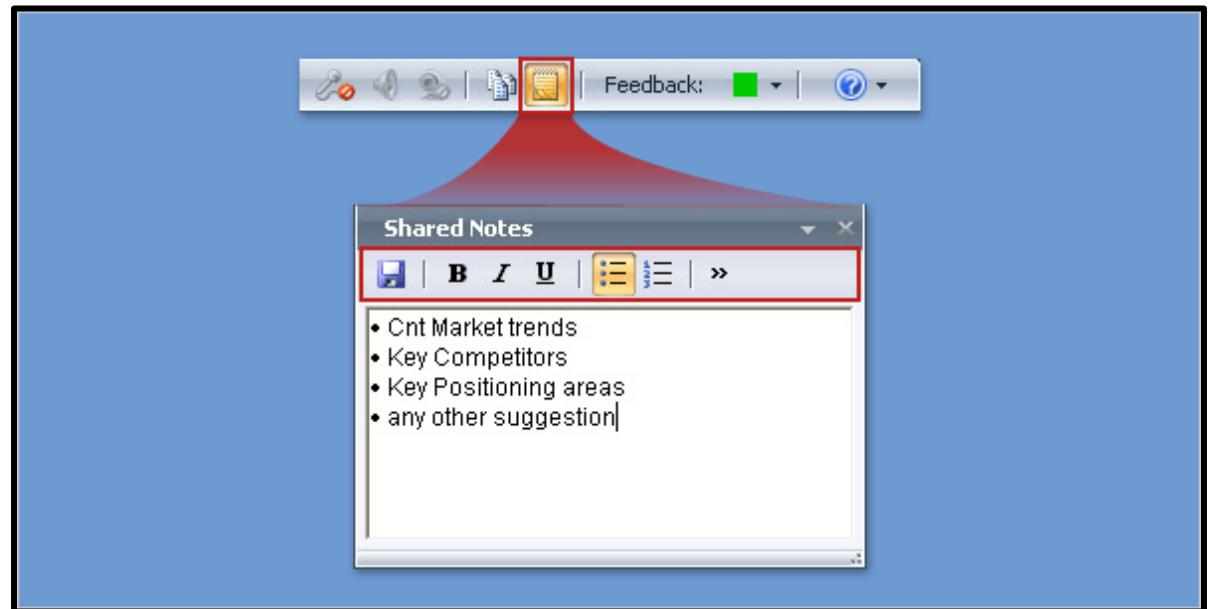 Feedback:
Shared Notes
B I U »
• Cnt Market trends
• Key Competitors
• Key Positioning areas
• any other suggestion